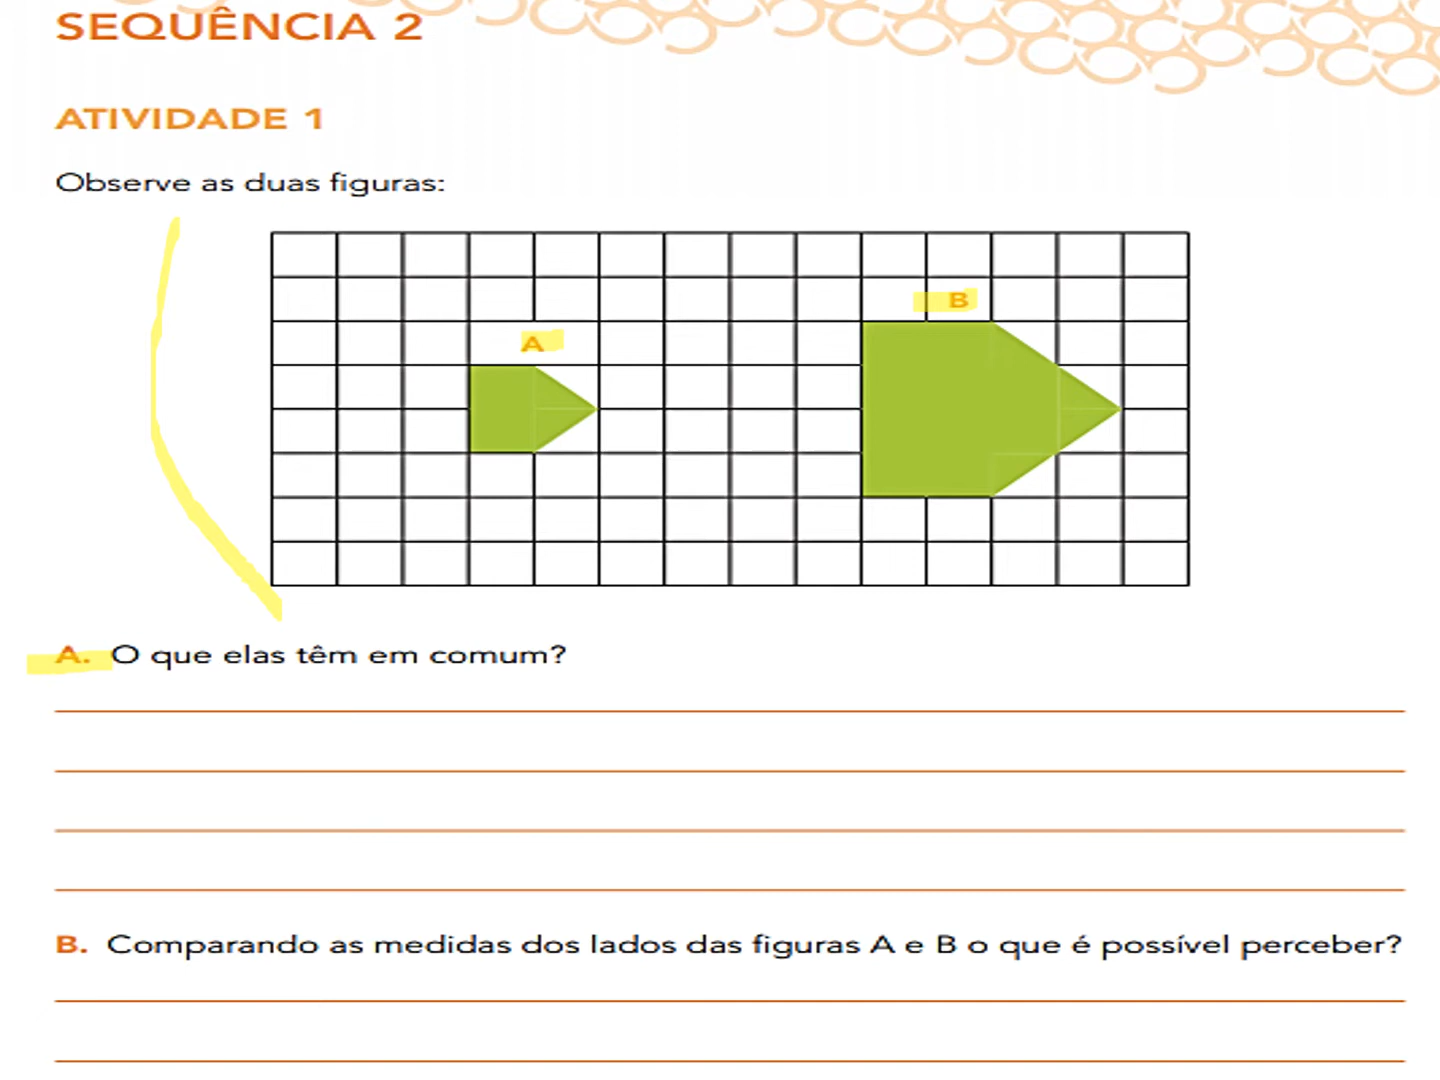 SEQUÊNCIA 2
ATIVIDADE 1
Observe as duas figuras:
B
A
A. O que elas têm em comum?
B. Comparando as medidas dos lados das figuras A e B o que é possível perceber?